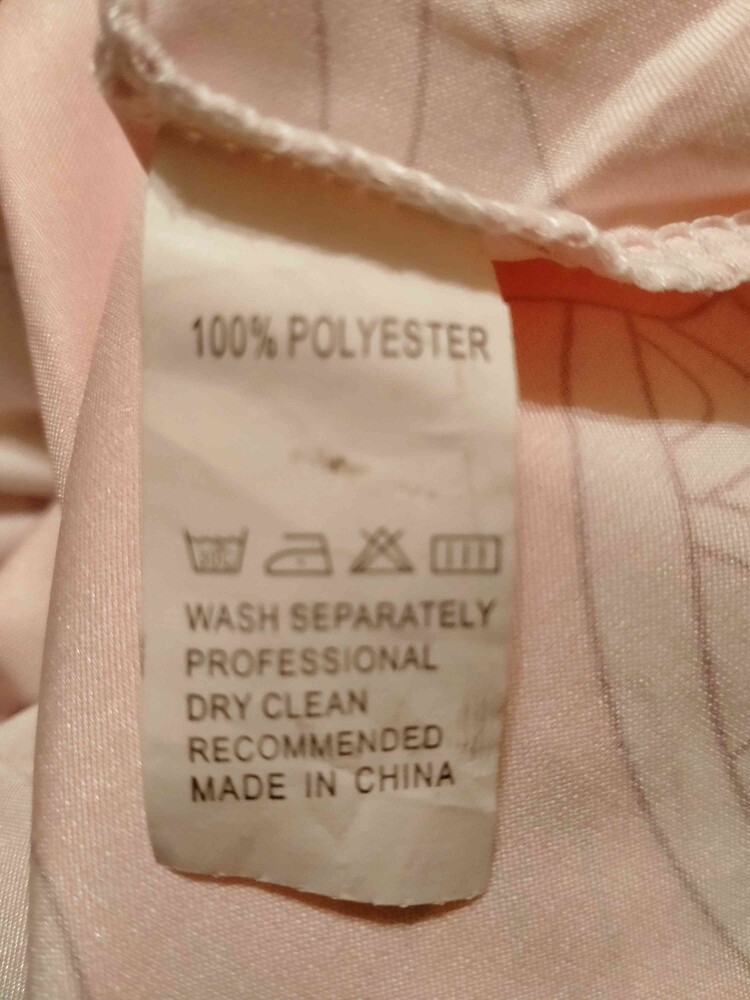 100% POLYESTER
WASH SEPARATELY
PROFESSIONAL
DRY CLEAN
RECOMMENDED
MADE IN CHINA